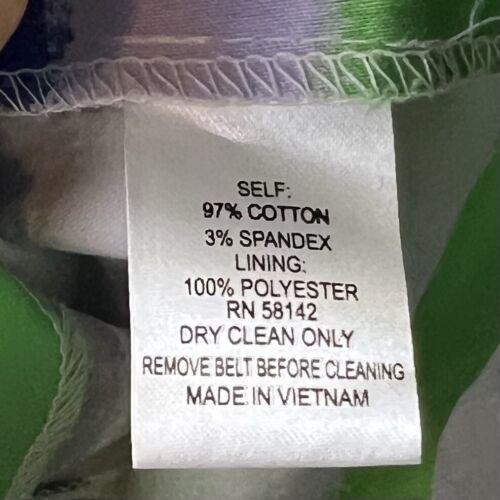 SELF:
97% COTTON
3% SPANDEX
LINING:
100% POLYESTER
RN 58142
DRY CLEAN ONLY
REMOVE BELT BEFORE CLEANING
MADE IN VIETNAM